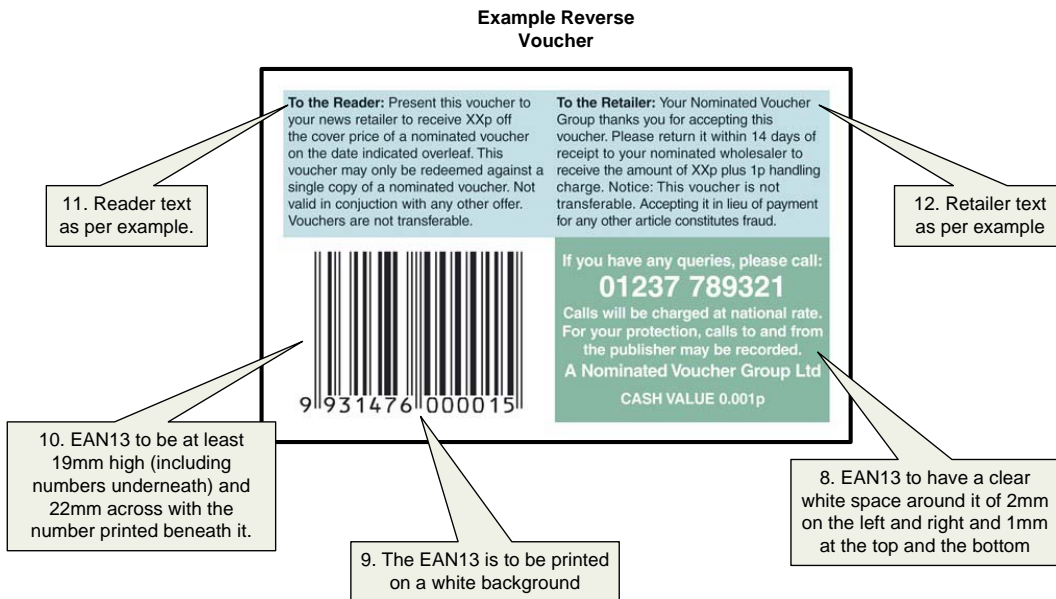 Example Reverse
Voucher
To the Reader: Present this voucher to
your news retailer to receive XXp off
the cover price of a nominated voucher
on the date indicated overleaf. This
voucher may only be redeemed against a
single copy of a nominated voucher. Not
valid in conjuction with any other offer.
Vouchers are not transferable.
To the Retailer: Your Nominated Voucher
Group thanks you for accepting this
voucher. Please return it within 14 days of
receipt to your nominated wholesaler to
receive the amount of XXp plus 1p handling
charge. Notice: This voucher is not
transferable. Accepting it in lieu of payment
for any other article constitutes fraud.
11. Reader text
as per example.
12. Retailer text
as per example
If you have any queries, please call:
01237 789321
Calls will be charged at national rate.
For your protection, calls to and from
the publisher may be recorded.
A Nominated Voucher Group Ltd
CASH VALUE 0.001p
9 931476 000015
10. EAN13 to be at least
19mm high (including
numbers underneath) and
22mm across with the
number printed beneath it.
9. The EAN13 is to be printed
on a white background
8. EAN13 to have a clear
white space around it of 2mm
on the left and right and 1mm
at the top and the bottom